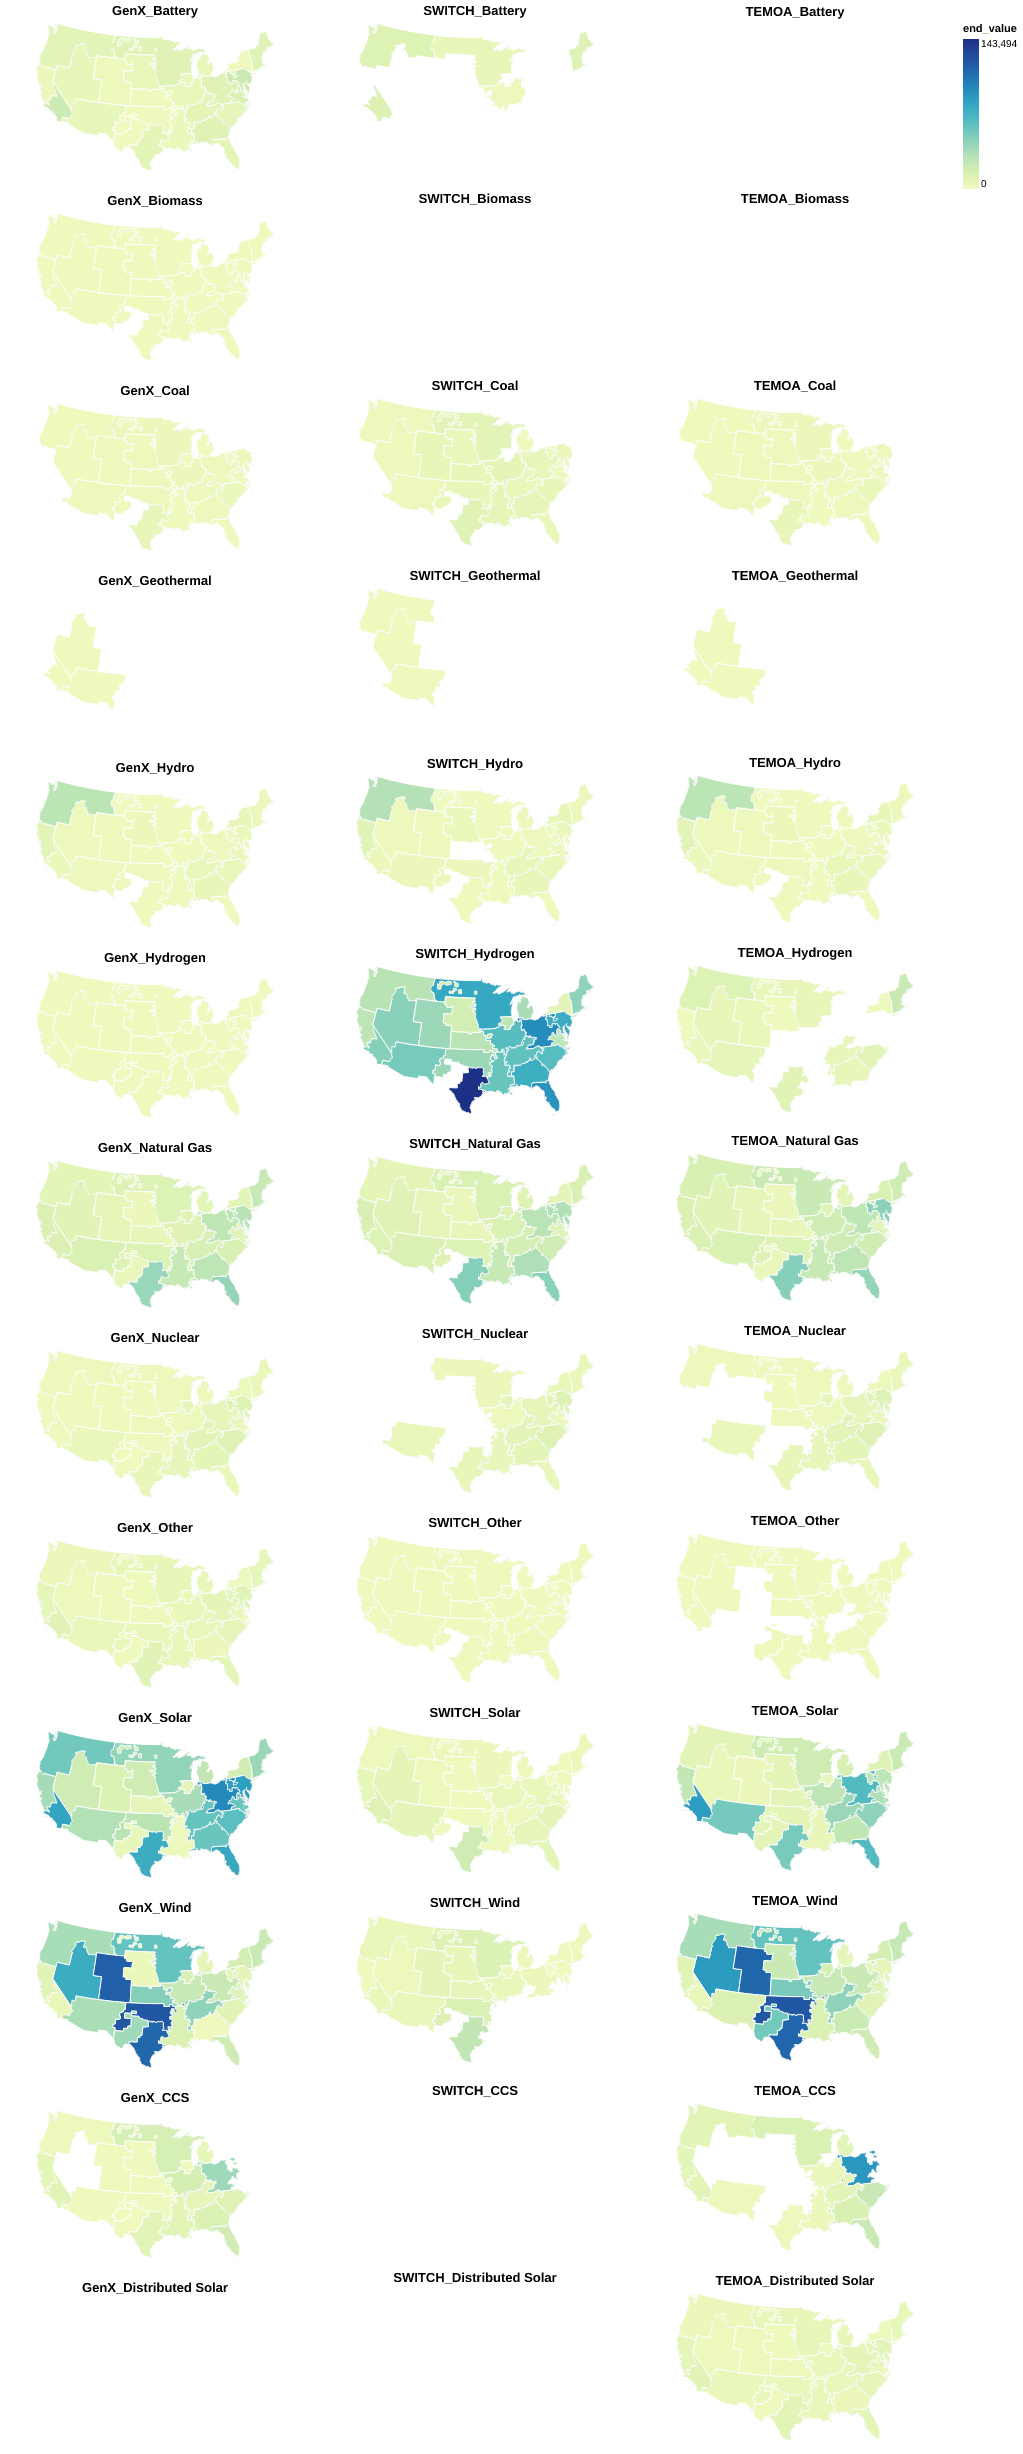 GenX_Battery
SWITCH_Battery
TEMOA_Battery
end_value
143,494
0
GenX_Biomass
SWITCH_Biomass
TEMOA_Biomass
GenX_Coal
SWITCH_Coal
TEMOA_Coal
GenX_Geothermal
SWITCH_Geothermal
TEMOA_Geothermal
GenX_Hydro
SWITCH_Hydro
TEMOA_Hydro
GenX_Hydrogen
SWITCH_Hydrogen
TEMOA_Hydrogen
GenX_Natural Gas
SWITCH_Natural Gas
TEMOA_Natural Gas
GenX_Nuclear
SWITCH_Nuclear
TEMOA_Nuclear
GenX_Other
SWITCH_Other
TEMOA_Other
GenX_Solar
SWITCH_Solar
TEMOA_Solar
GenX_Wind
SWITCH_Wind
TEMOA_Wind
GenX_CCS
SWITCH_CCS
TEMOA_CCS
GenX_Distributed Solar
SWITCH_Distributed Solar
TEMOA_Distributed Solar